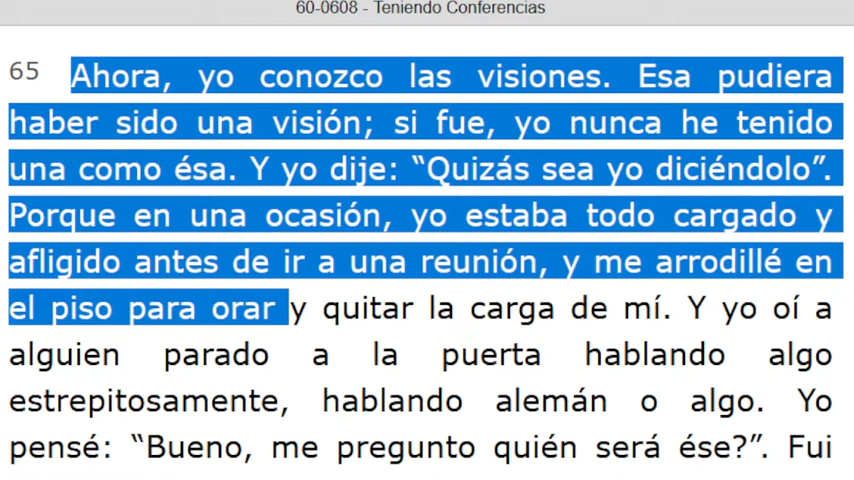 60-0608 - Teniendo Conferencias
65 Ahora, yo conozco las visiones. Esa pudiera
haber sido una visión; si fue, yo nunca he tenido
una como ésa. Y yo dije: “Quizás sea yo diciéndolo”.
Porque en una ocasión, yo estaba todo cargado y
afligido antes de ir a una reunión, y me arrodillé en
el piso para orar y quitar la carga de mí. Y yo oí a
alguien parado a la puerta hablando algo
estrepitosamente, hablando alemán o algo. Yo
pensé: “Bueno, me pregunto quién será ése?”. Fui